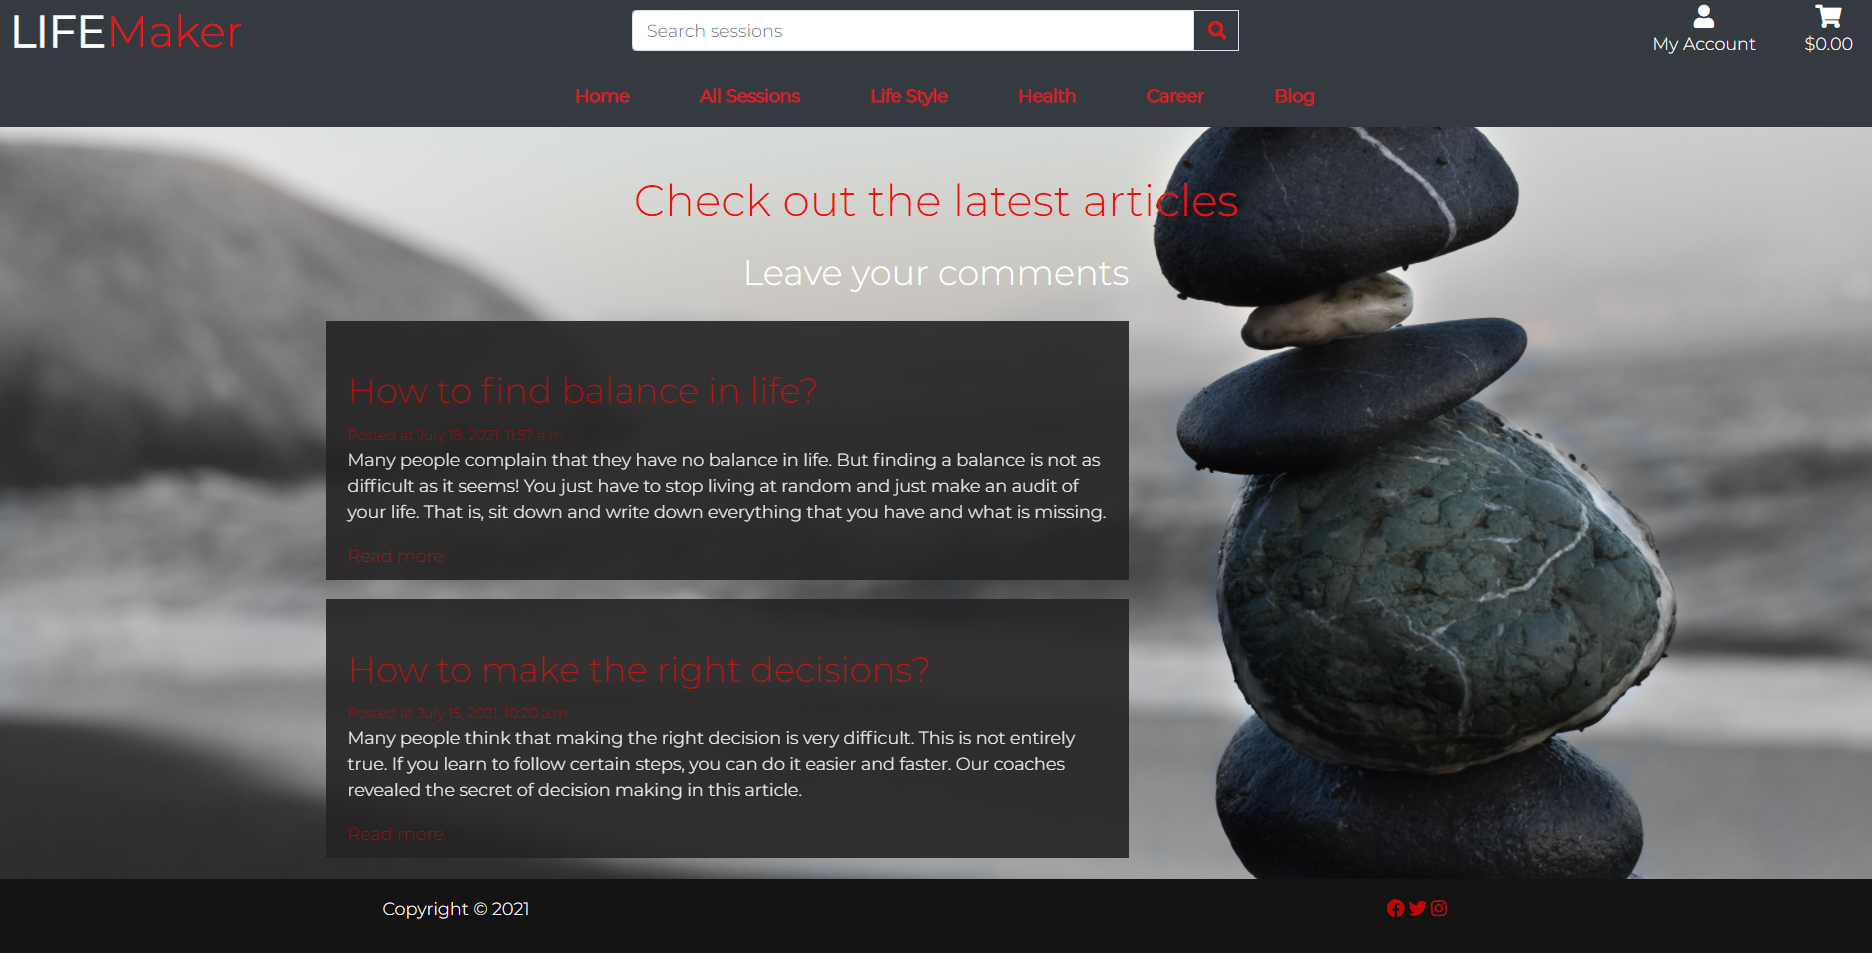 LIFEMaker
Search sessions
My Account
$0.00
Home
All Sessions
Life Style
Health
Career
Blog
Check out the latest articles
Leave your comments
How to find balance in life?
Posted at July 18, 2021, 11:57 a.m.
Many people complain that they have no balance in life. But finding a balance is not as
difficult as it seems! You just have to stop living at random and just make an audit of
your life. That is, sit down and write down everything that you have and what is missing.
Read more
How to make the right decisions?
Posted at July 15, 2021, 10:20 a.m.
Many people think that making the right decision is very difficult. This is not entirely
true. If you learn to follow certain steps, you can do it easier and faster. Our coaches
revealed the secret of decision making in this article.
Read more
Copyright © 2021